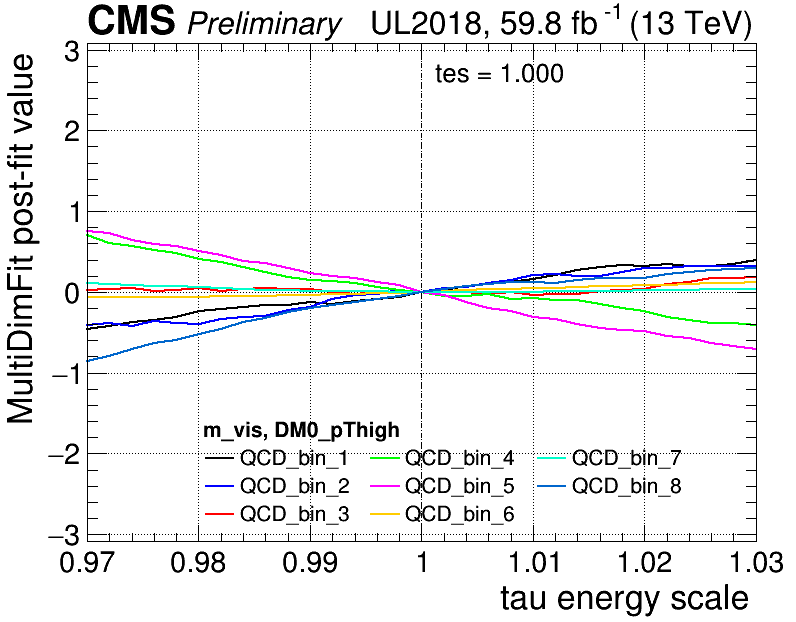 CMS Preliminary UL2018, 59.8 fb-1 (13 TeV)
MultiDimFit post-fit value
3
2
1
0
−1
−2
−3
tes = 1.000
m_vis, DM0_pThigh
QCD_bin_1 QCD_bin_4 QCD_bin_7
QCD_bin_2 QCD_bin_5 QCD_bin_8
QCD_bin_3 QCD_bin_6
0.97 0.98 0.99 1 1.01 1.02 1.03
tau energy scale